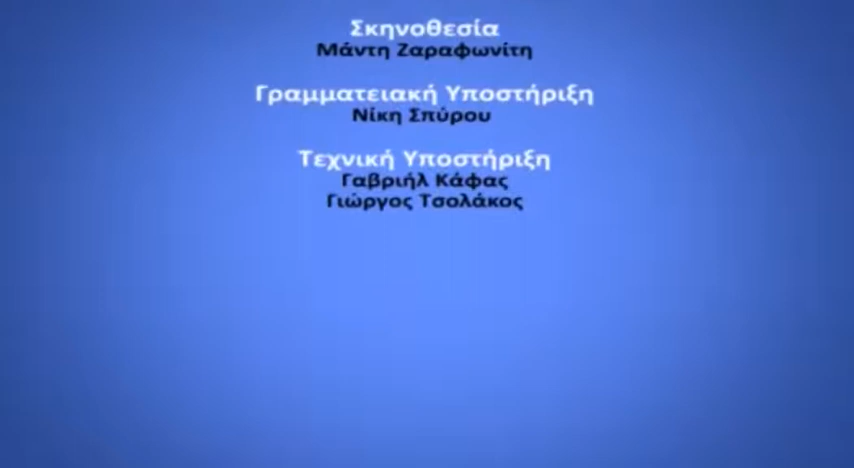 Σκηνοθεσία
Μάντη Ζαραφωνίτη
Γραμματειακή Υποστήριξη
Νίκη Σπύρου
Τεχνική Υποστήριξη
Γαβριήλ Κάφας
Γιώργος Τσολάκος